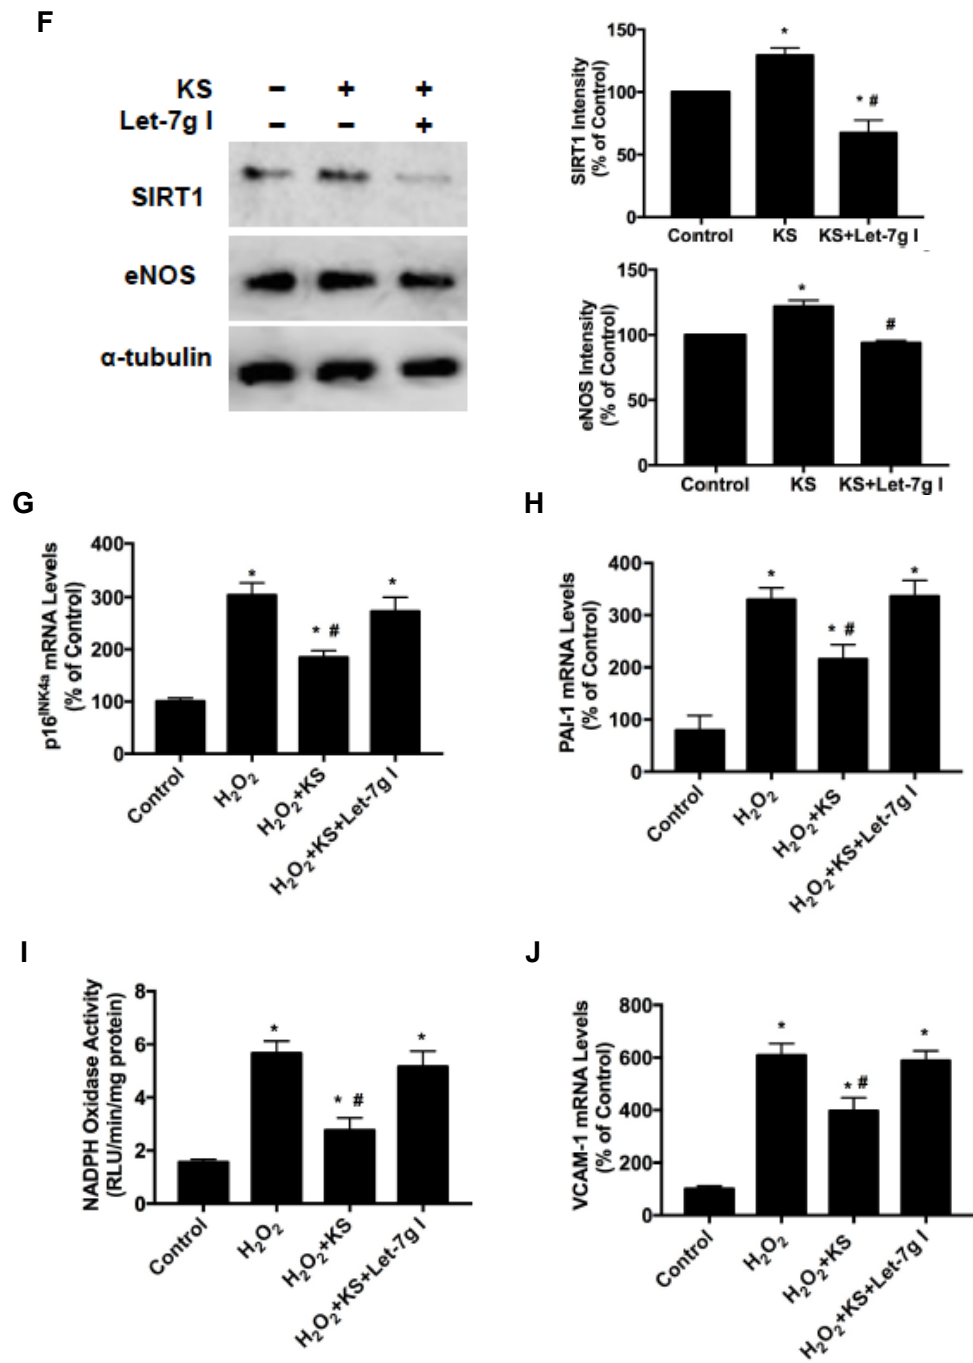 F
KS - + +
Let-7g I - - +
SIRT1
eNOS
α-tubulin
SIRT1 Intensity
(% of Control)
150
100
50
0
*
* #
Control KS KS+Let-7g I
eNOS Intensity
(% of Control)
150
100
50
0
*
#
Control KS KS+Let-7g I
G
p16INK4a mRNA Levels
(% of Control)
400
300
200
100
0
*
* #
*
Control
H2O2
H2O2+KS
H2O2+KS+Let-7g I
H
PAI-1 mRNA Levels
(% of Control)
400
300
200
100
0
*
* #
*
Control
H2O2
H2O2+KS
H2O2+KS+Let-7g I
I
NADPH Oxidase Activity
(RLU/min/mg protein)
8
6
4
2
0
*
* #
*
Control
H2O2
H2O2+KS
H2O2+KS+Let-7g I
J
VCAM-1 mRNA Levels
(% of Control)
800
600
400
200
0
*
* #
*
Control
H2O2
H2O2+KS
H2O2+KS+Let-7g I